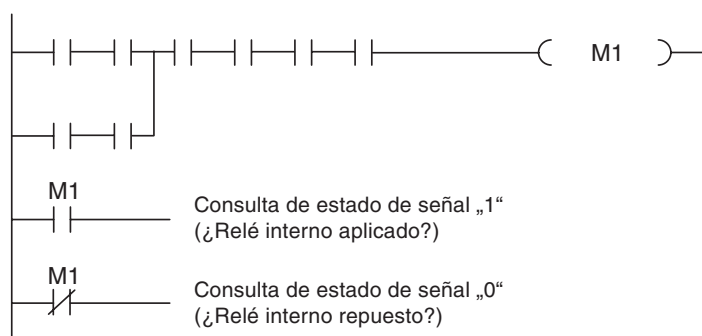 M1
M1
Consulta de estado de señal „1“
(¿Relé interno aplicado?)
M1
Consulta de estado de señal „0“
(¿Relé interno repuesto?)